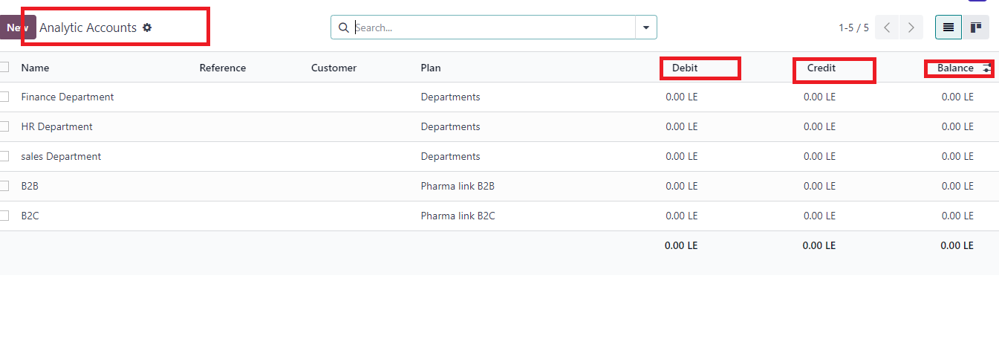 New Analytic Accounts Search... 1-5 / 5
Name Reference Customer Plan Debit Credit Balance
Finance Department Departments 0.00 LE 0.00 LE 0.00 LE
HR Department Departments 0.00 LE 0.00 LE 0.00 LE
sales Department Departments 0.00 LE 0.00 LE 0.00 LE
B2B Pharma link B2B 0.00 LE 0.00 LE 0.00 LE
B2C Pharma link B2C 0.00 LE 0.00 LE 0.00 LE
0.00 LE 0.00 LE 0.00 LE